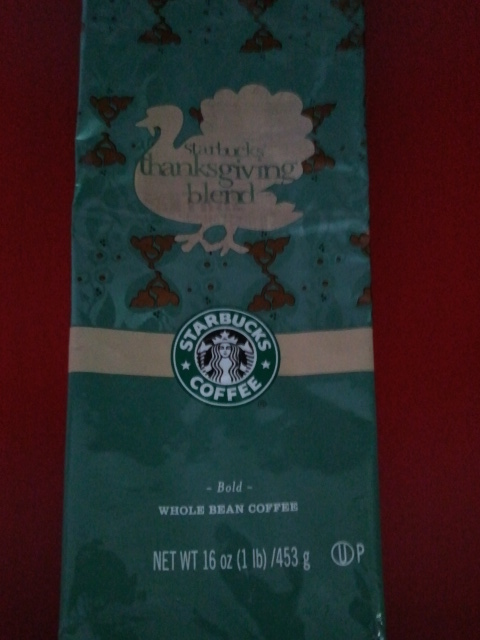 starbucks
thanksgiving
blend
STARBUCKS
COFFEE
- Bold -
WHOLE BEAN COFFEE
NET WT 16 oz (1 lb) /453 g
U P